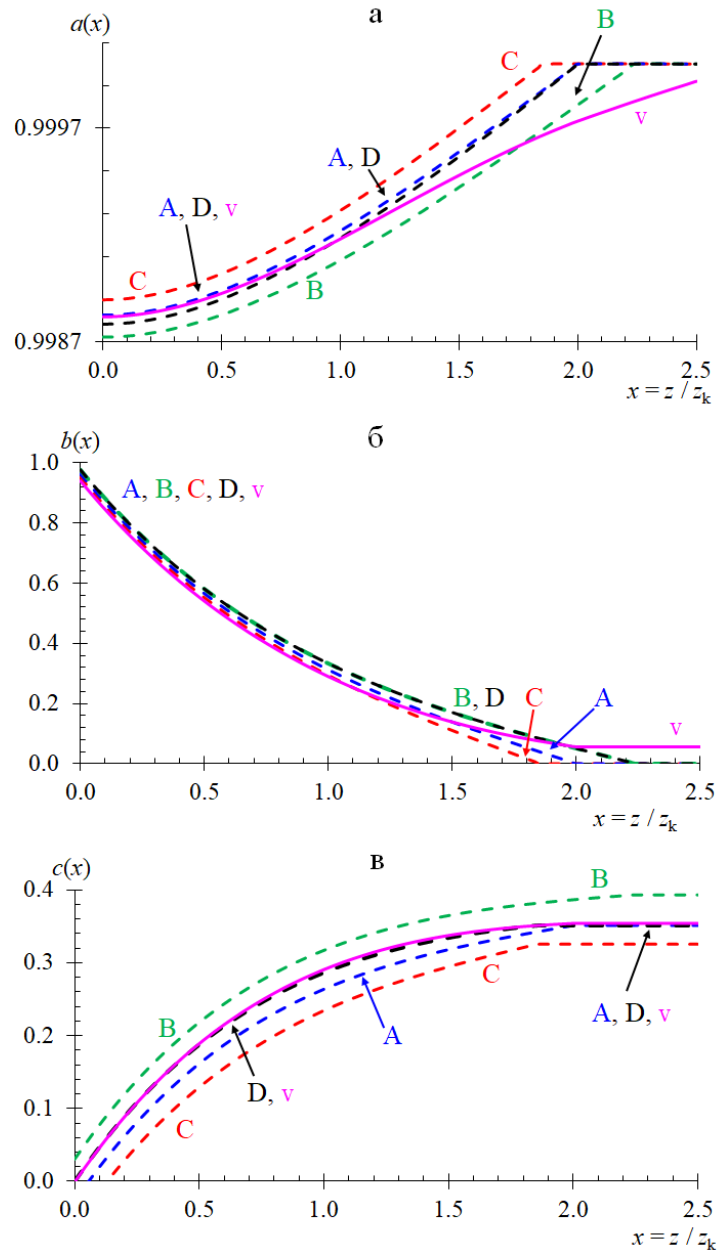 a(x) а
B
C
0.9997
v
A, D
A, D, v
C
B
0.9987
0.0 0.5 1.0 1.5 2.0 2.5
x = z / zk
b(x) б
1.0
A, B, C, D, v
0.8
0.6
0.4
B, D C A
0.2
v
0.0
0.0 0.5 1.0 1.5 2.0 2.5
x = z / zk
c(x) в
0.4
B
0.3
C
B A
0.2
A, D, v
D, v
0.1
C
0.0
0.0 0.5 1.0 1.5 2.0 2.5
x = z / zk